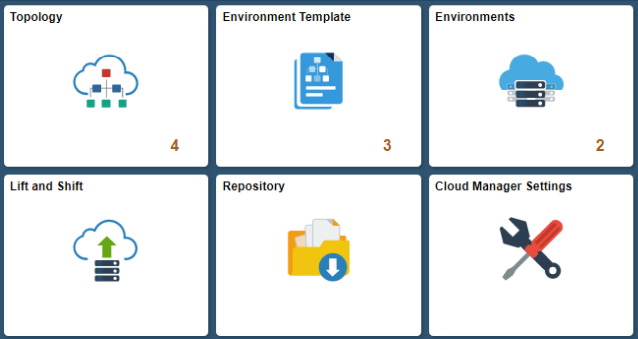 Topology
4
Environment Template
3
Environments
2
Lift and Shift
Repository
Cloud Manager Settings